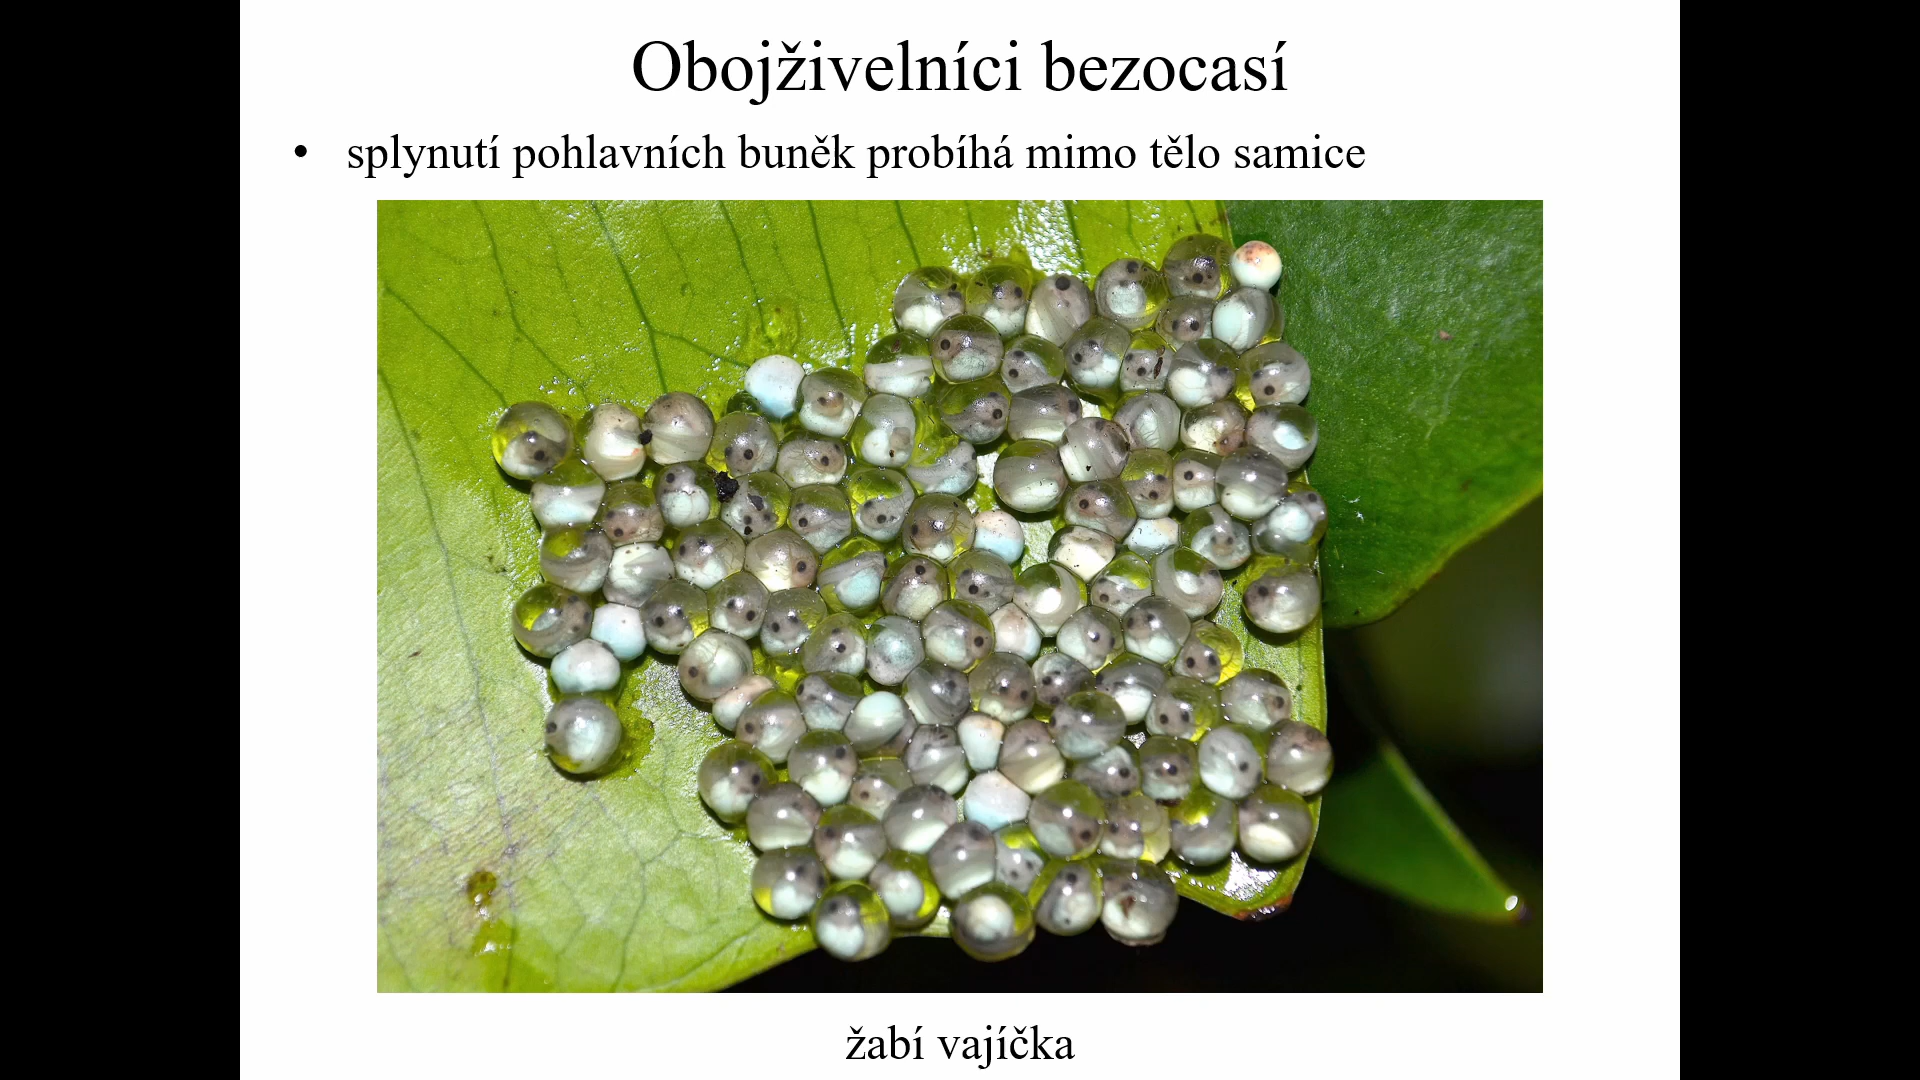 Obojživelníci bezocasí
• splynutí pohlavních buněk probíhá mimo tělo samice
žabí vajíčka